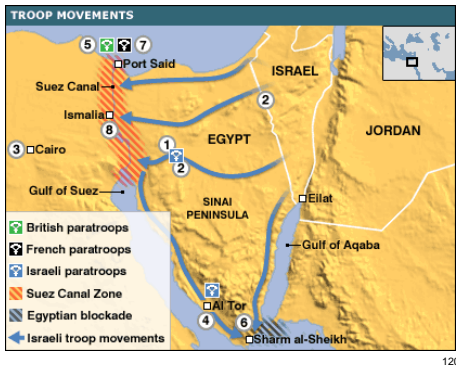 TROOP MOVEMENTS
5
7
Port Said
ISRAEL
Suez Canal
2
Ismalia
8
EGYPT
JORDAN
1
3
Cairo
2
Gulf of Suez
SINAI
PENINSULA
Eilat
British paratroops
French paratroops
Israeli paratroops
Suez Canal Zone
Egyptian blockade
Israeli troop movements
Gulf of Aqaba
Al Tor
4
6
Sharm al-Sheikh
120